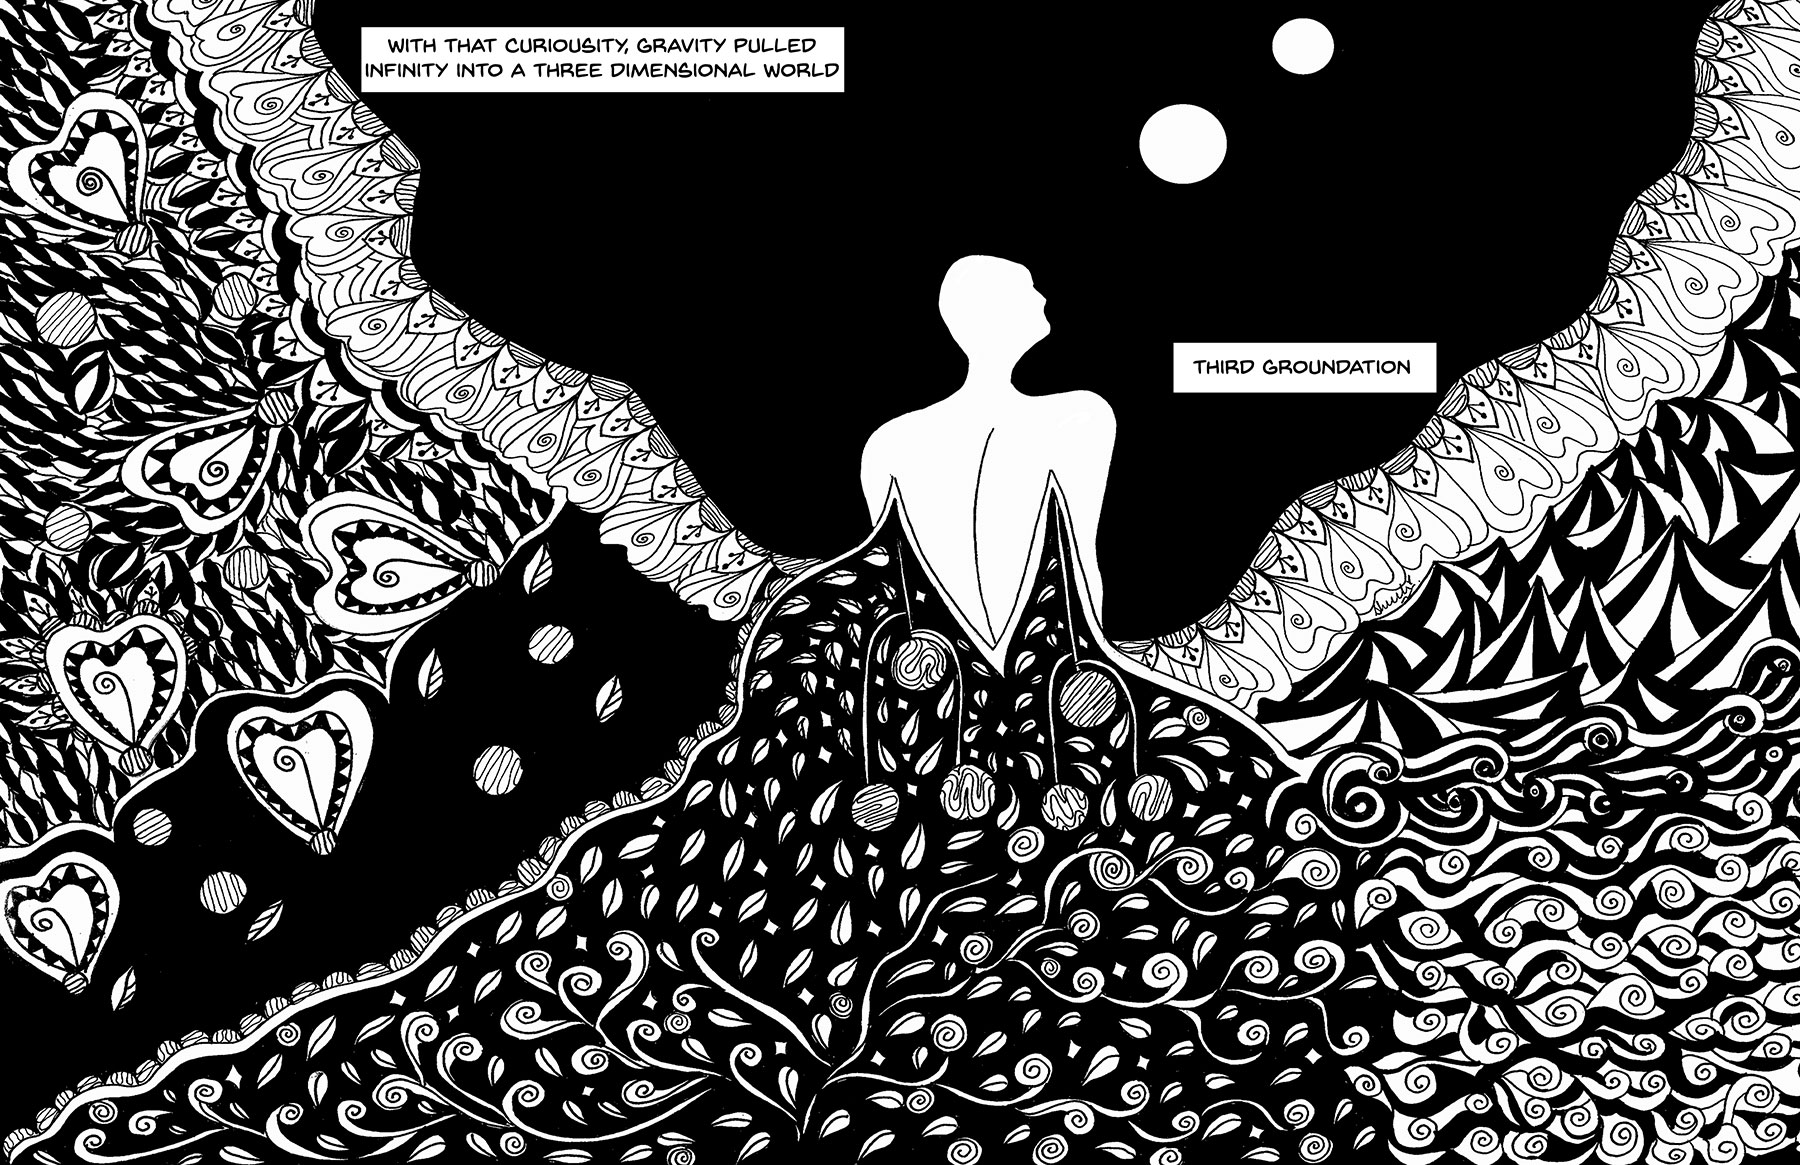 WITH THAT CURIOUSITY, GRAVITY PULLED
INFINITY INTO A THREE DIMENSIONAL WORLD
THIRD GROUNDATION